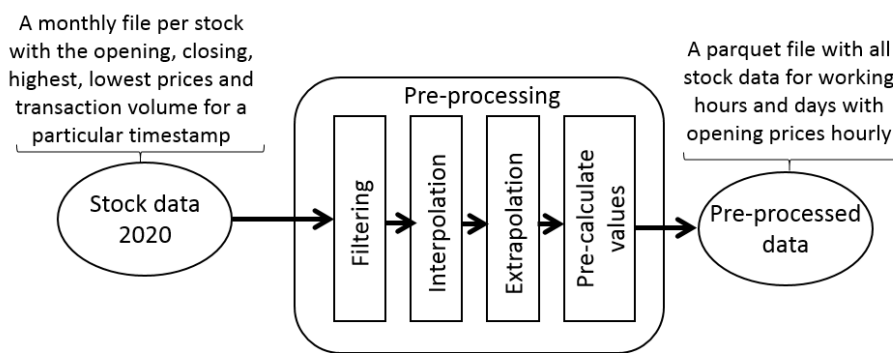 A monthly file per stock
with the opening, closing,
highest, lowest prices and
transaction volume for a
particular timestamp
Stock data
2020
Pre-processing
Filtering
Interpolation
Extrapolation
Pre-calculate
values
A parquet file with all
stock data for working
hours and days with
opening prices hourly
Pre-processed
data